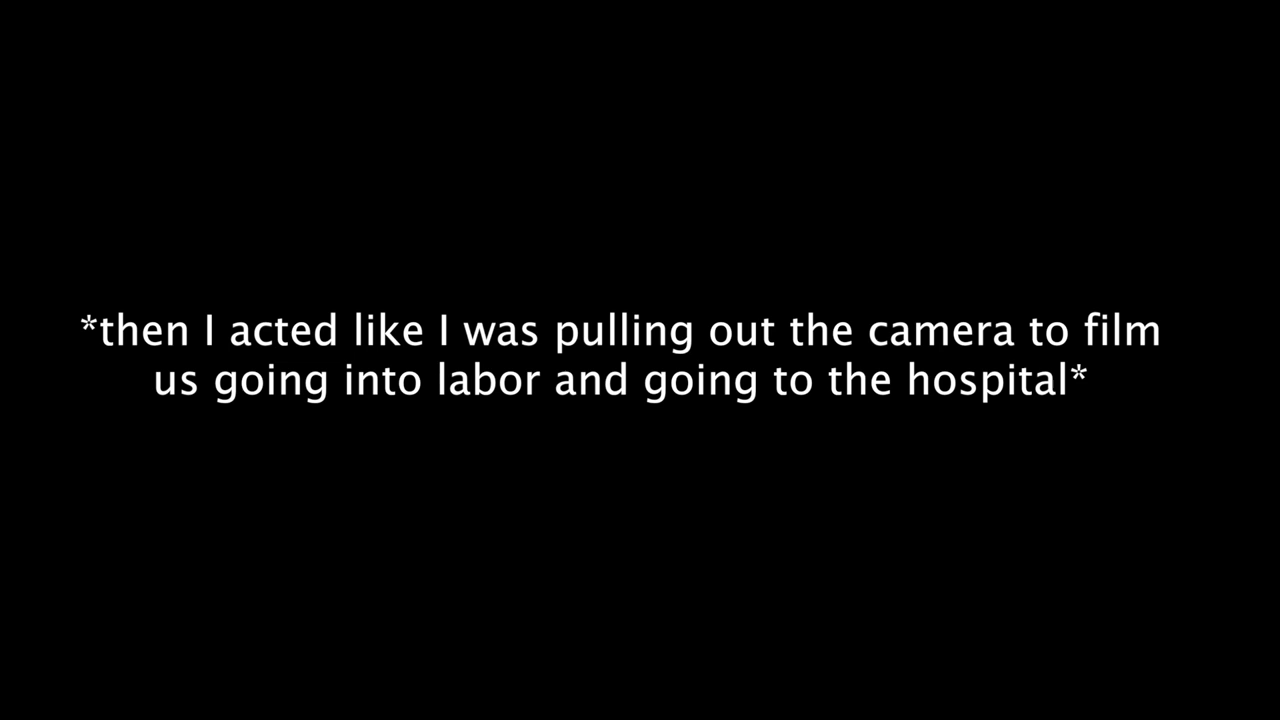 *then I acted like I was pulling out the camera to film
us going into labor and going to the hospital*